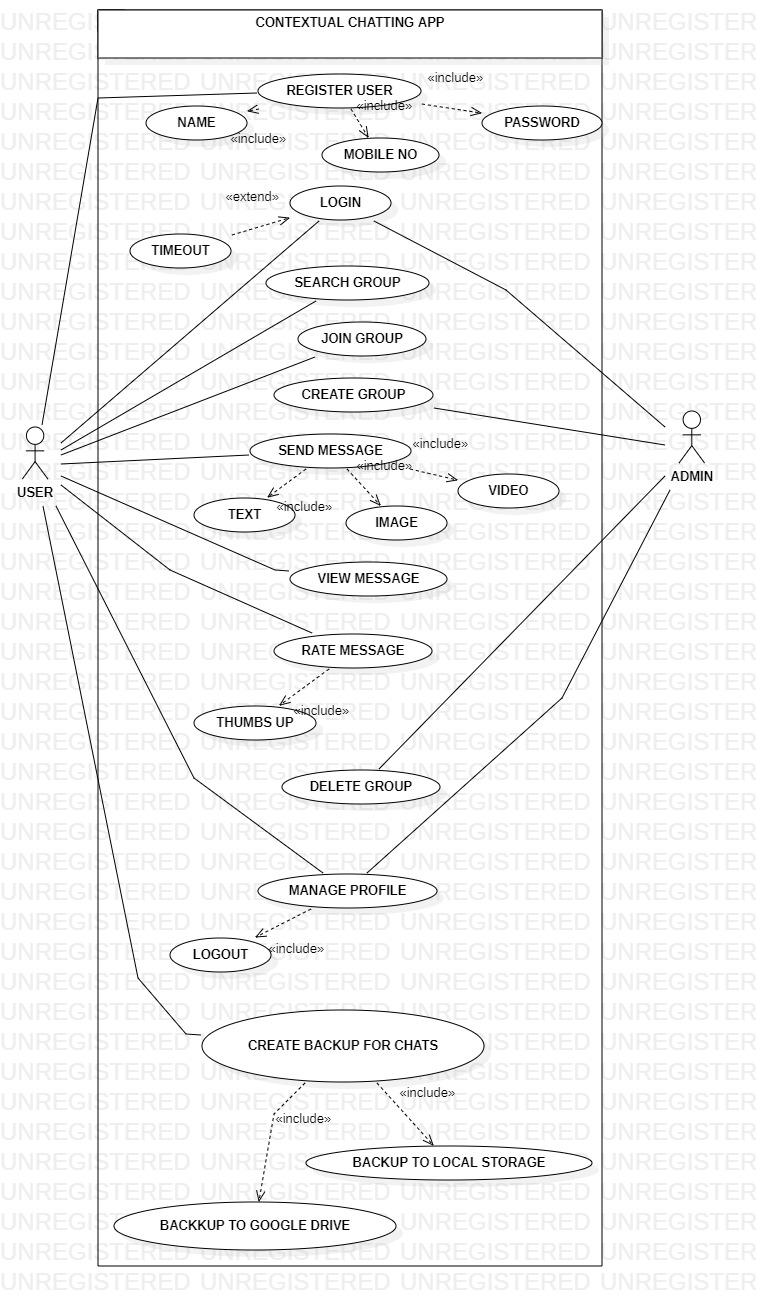 CONTEXTUAL CHATTING APP
REGISTER USER
«include»
«include»
NAME
PASSWORD
«include»
MOBILE NO
«extend»
LOGIN
TIMEOUT
SEARCH GROUP
JOIN GROUP
CREATE GROUP
SEND MESSAGE
«include»
«include»
ADMIN
USER
VIDEO
TEXT
«include»
IMAGE
VIEW MESSAGE
RATE MESSAGE
«include»
THUMBS UP
DELETE GROUP
MANAGE PROFILE
LOGOUT
«include»
CREATE BACKUP FOR CHATS
«include»
«include»
BACKUP TO LOCAL STORAGE
BACKKUP TO GOOGLE DRIVE
UNREGISTERED